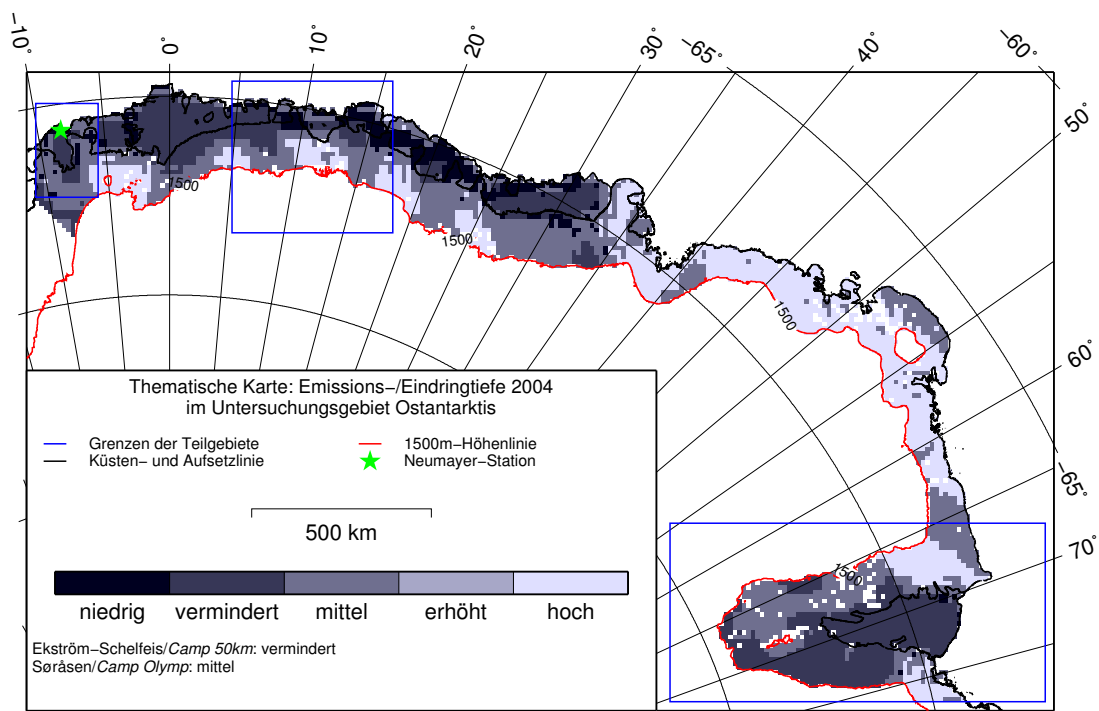 −10°
0°
10°
30°
−65°
40°
−60°
50°
60°
−65°
70°
1500
1500
1500
1500
Thematische Karte: Emissions−/Eindringtiefe 2004
im Untersuchungsgebiet Ostantarktis
Grenzen der Teilgebiete
1500m−Höhenlinie
Küsten− und Aufsetzlinie
Neumayer−Station
500 km
niedrig vermindert mittel erhöht hoch
Ekström−Schelfeis/Camp 50km: vermindert
Søråsen/Camp Olymp: mittel